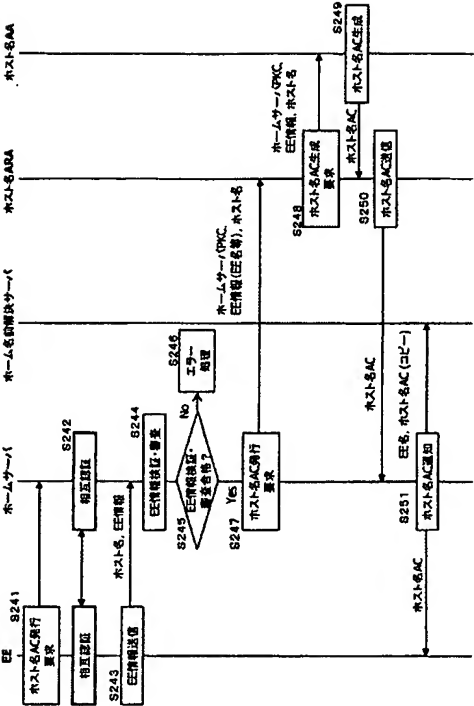 EE
ホームサーバ
ホーム名前解決サーバ
ホスト名ARA
ホスト名AA
S241
ホスト名AC発行
要求
相互認証
S242
相互認証
S243
EE情報送信
ホスト名, EE情報
S244
EE情報検証・審査
S245
EE情報検証・
審査合格？
No
S246
エラー
処理
Yes
S247
ホスト名AC発行
要求
ホームサーバPKC,
EE情報(EE名等), ホスト名
S248
ホスト名AC生成
要求
ホームサーバPKC,
EE情報, ホスト名
S249
ホスト名AC生成
ホスト名AC
S250
ホスト名AC送信
ホスト名AC
S251
ホスト名AC通知
EE名, ホスト名AC(コピー)
ホスト名AC